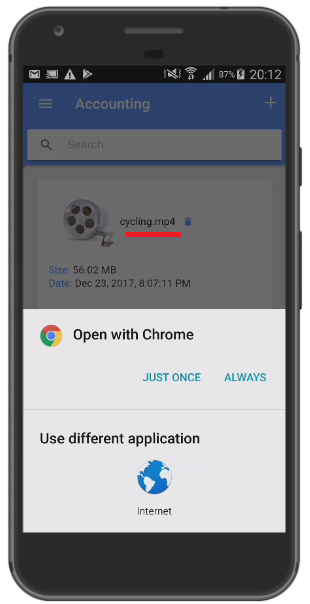 87% 20:12
Accounting
Search
cycling.mp4
Size: 56.02 MB
Date: Dec 23, 2017, 8:07:11 PM
Open with Chrome
JUST ONCE ALWAYS
Use different application
Internet